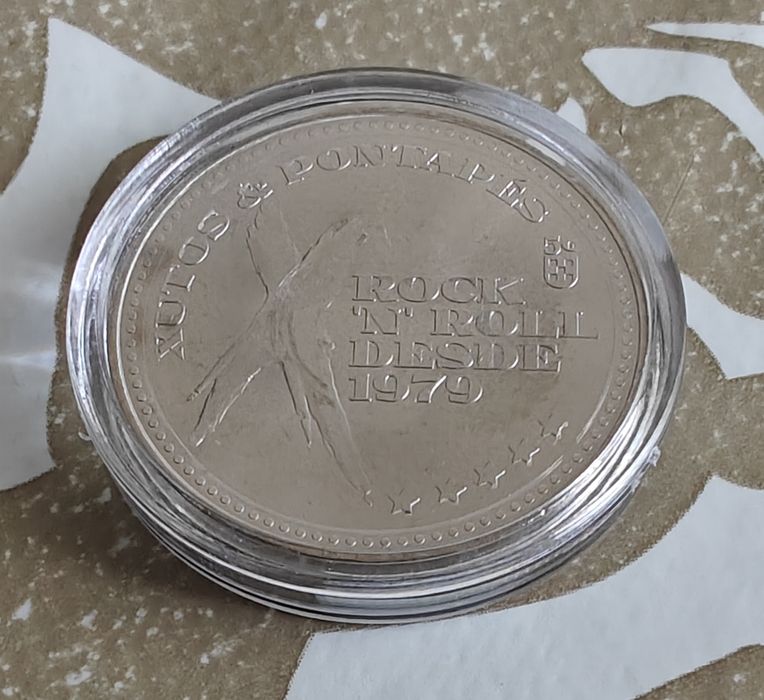 XUTOS & PONTAPÉS
ROCK
'N' ROLL
DESDE
1979